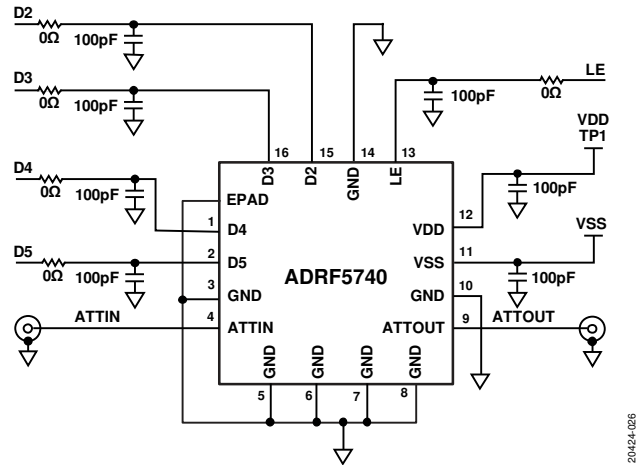 D2
0Ω
100pF
D3
0Ω
100pF
LE
100pF
0Ω
VDD
TP1
16
15
14
13
D3
D2
GND
LE
D4
0Ω
100pF
EPAD
100pF
1
D4
12
VDD
VSS
D5
0Ω
100pF
2
D5
ADRF5740
11
VSS
100pF
3
GND
10
GND
ATTIN
4
ATTIN
ATTOUT
9
ATTOUT
GND
GND
GND
GND
5
6
7
8
20424-026